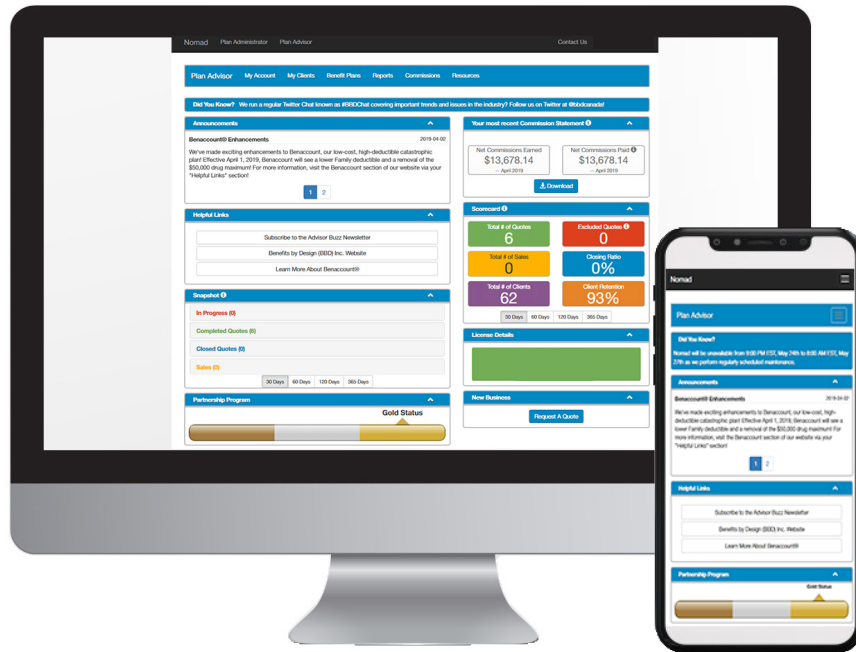 Nomad Plan Administrator Plan Advisor Contact Us
Plan Advisor My Account My Clients Benefit Plans Reports Commissions Resources
Did You Know? We run a regular Twitter Chat known as #BBDChat covering important trends and issues in the industry? Follow us on Twitter at @bbdcanada!
Announcements
Benaccount® Enhancements 2019-04-02
We've made exciting enhancements to Benaccount, our low-cost, high-deductible catastrophic
plan! Effective April 1, 2019, Benaccount will see a lower Family deductible and a removal of the
$50,000 drug maximum! For more information, visit the Benaccount section of our website via your
"Helpful Links" section!
1 2
Helpful Links
Subscribe to the Advisor Buzz Newsletter
Benefits by Design (BBD) Inc. Website
Learn More About Benaccount®
Snapshot
In Progress (0)
Completed Quotes (6)
Closed Quotes (0)
Sales (0)
30 Days 60 Days 120 Days 365 Days
Partnership Program
Gold Status
Your most recent Commission Statement
Net Commissions Earned
$13,678.14
— April 2019
Net Commissions Paid
$13,678.14
— April 2019
Download
Scorecard
Total # of Quotes
6
Excluded Quotes
0
Total # of Sales
0
Closing Ratio
0%
Total # of Clients
62
Client Retention
93%
30 Days 60 Days 120 Days 365 Days
License Details
New Business
Request A Quote
Nomad
Plan Advisor
Did You Know?
Nomad will be unavailable from 9:00 PM EST, May 24th to 8:00 AM EST, May
27th as we perform regularly scheduled maintenance.
Announcements
Benaccount® Enhancements 2019-04-02
We've made exciting enhancements to Benaccount, our low-cost, high-
deductible catastrophic plan! Effective April 1, 2019, Benaccount will see a
lower Family deductible and a removal of the $50,000 drug maximum! For
more information, visit the Benaccount section of our website via your
"Helpful Links" section!
1 2
Helpful Links
Subscribe to the Advisor Buzz Newsletter
Benefits by Design (BBD) Inc. Website
Learn More About Benaccount®
Partnership Program
Gold Status